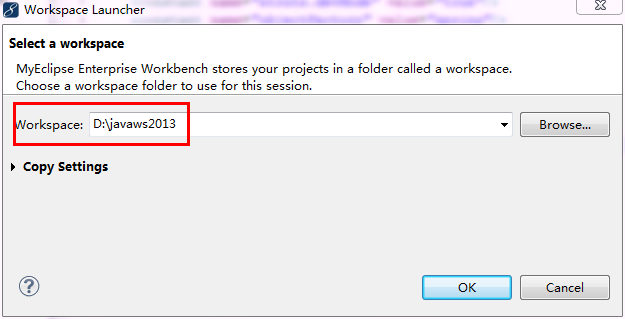 Workspace Launcher
Select a workspace
MyEclipse Enterprise Workbench stores your projects in a folder called a workspace.
Choose a workspace folder to use for this session.
Workspace: D:\javaws2013 Browse...
Copy Settings
? OK Cancel